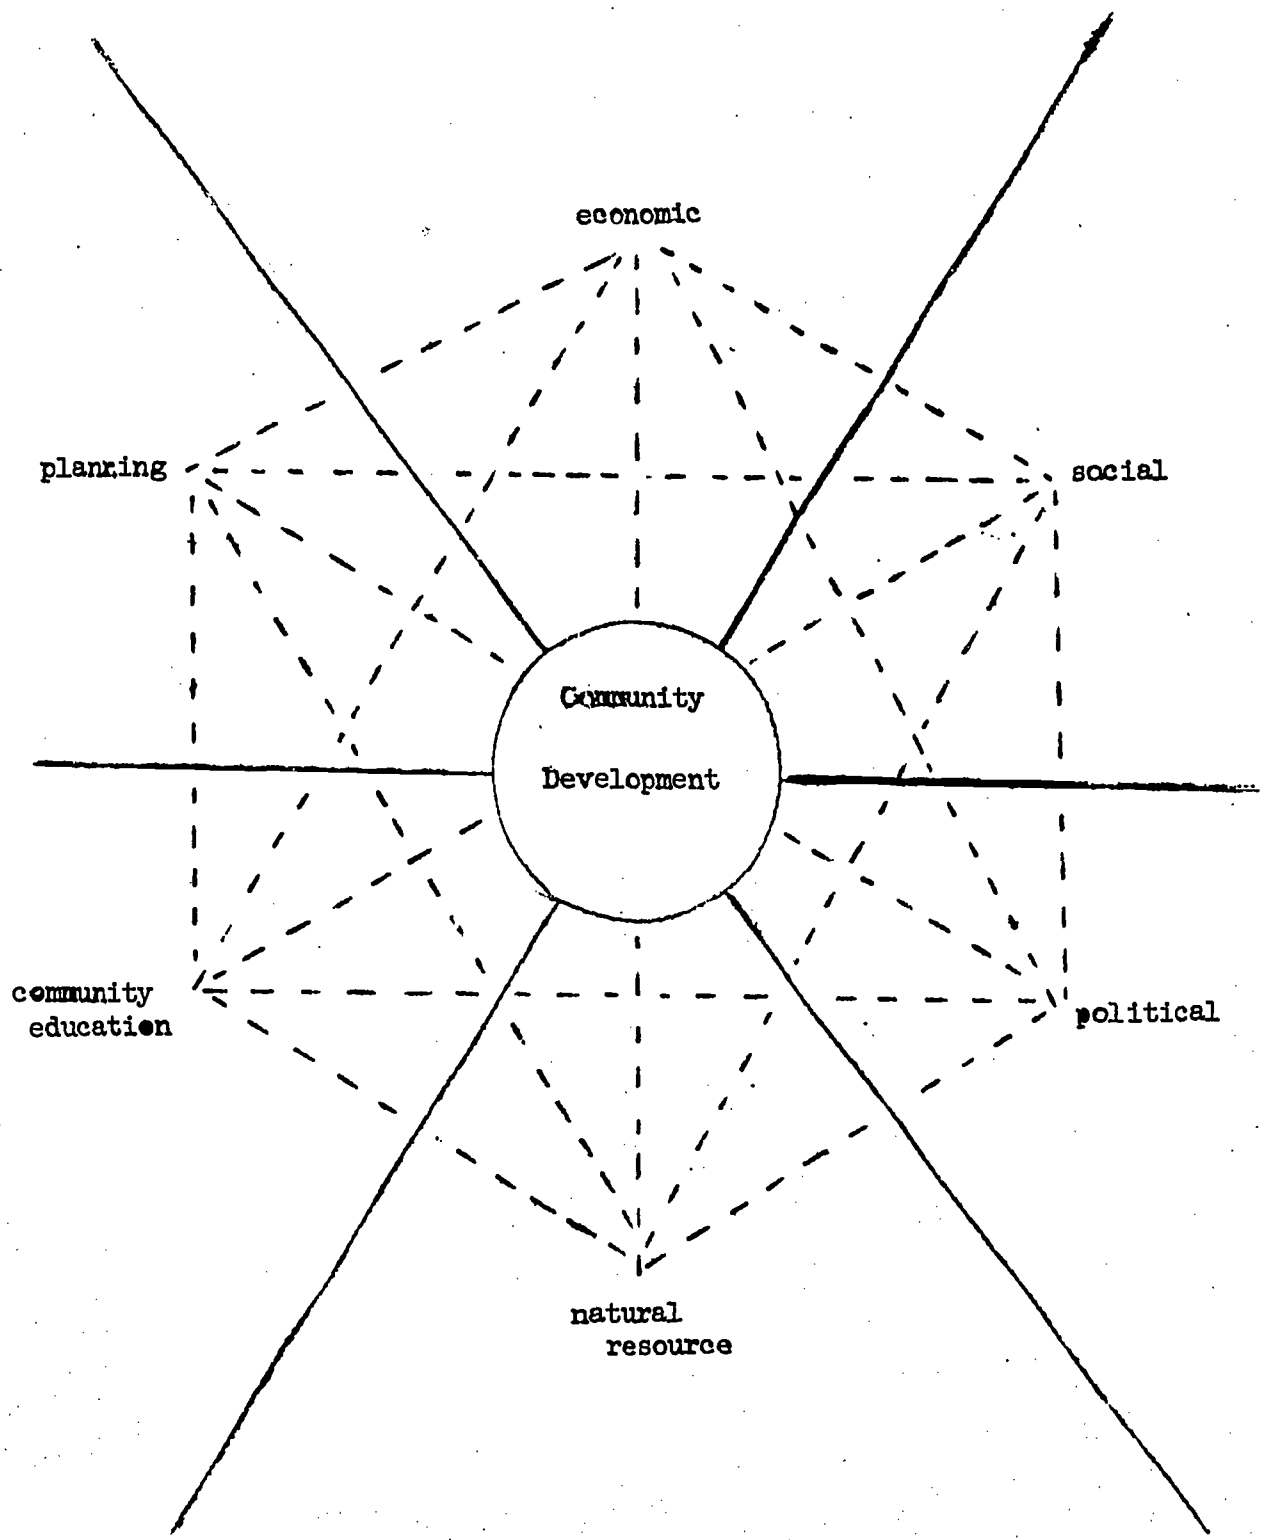 economic
planning
social
Community
Development
community
education
political
natural
resource